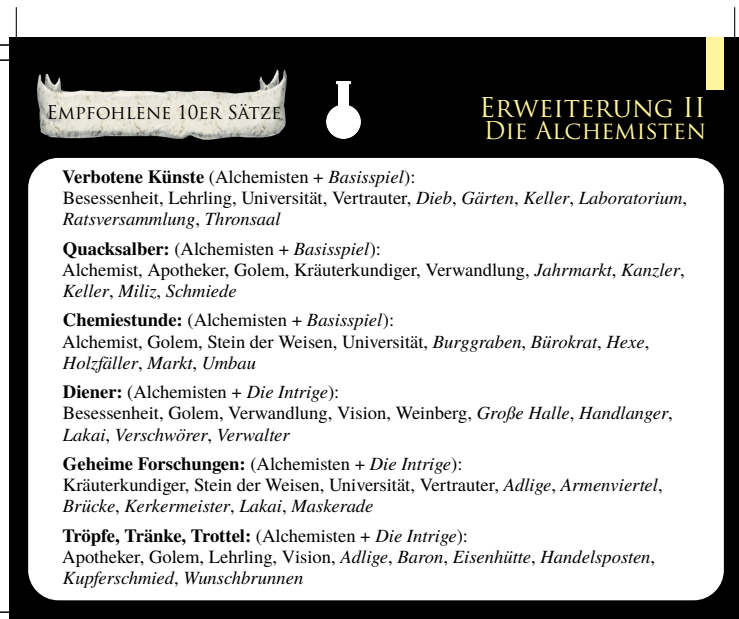 EMPFOHLENE 10ER SÄTZE
ERWEITERUNG II
DIE ALCHEMISTEN
Verbotene Künste (Alchemisten + Basisspiel):
Besessenheit, Lehrling, Universität, Vertrauter, Dieb, Gärten, Keller, Laboratorium,
Ratsversammlung, Thronsaal
Quacksalber: (Alchemisten + Basisspiel):
Alchemist, Apotheker, Golem, Kräuterkundiger, Verwandlung, Jahrmarkt, Kanzler,
Keller, Miliz, Schmiede
Chemiestunde: (Alchemisten + Basisspiel):
Alchemist, Golem, Stein der Weisen, Universität, Burggraben, Bürokrat, Hexe,
Holzfäller, Markt, Umbau
Diener: (Alchemisten + Die Intrige):
Besessenheit, Golem, Verwandlung, Vision, Weinberg, Große Halle, Handlanger,
Lakai, Verschwörer, Verwalter
Geheime Forschungen: (Alchemisten + Die Intrige):
Kräuterkundiger, Stein der Weisen, Universität, Vertrauter, Adlige, Armenviertel,
Brücke, Kerkermeister, Lakai, Maskerade
Tröpfe, Tränke, Trottel: (Alchemisten + Die Intrige):
Apotheker, Golem, Lehrling, Vision, Adlige, Baron, Eisenhütte, Handelsposten,
Kupferschmied, Wunschbrunnen